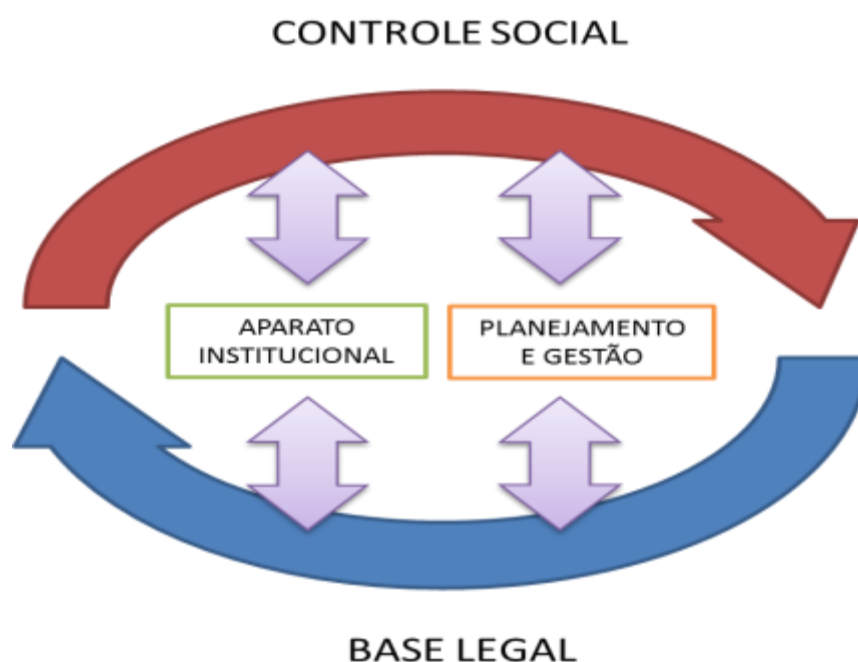 CONTROLE SOCIAL
APARATO
INSTITUCIONAL
PLANEJAMENTO
E GESTÃO
BASE LEGAL